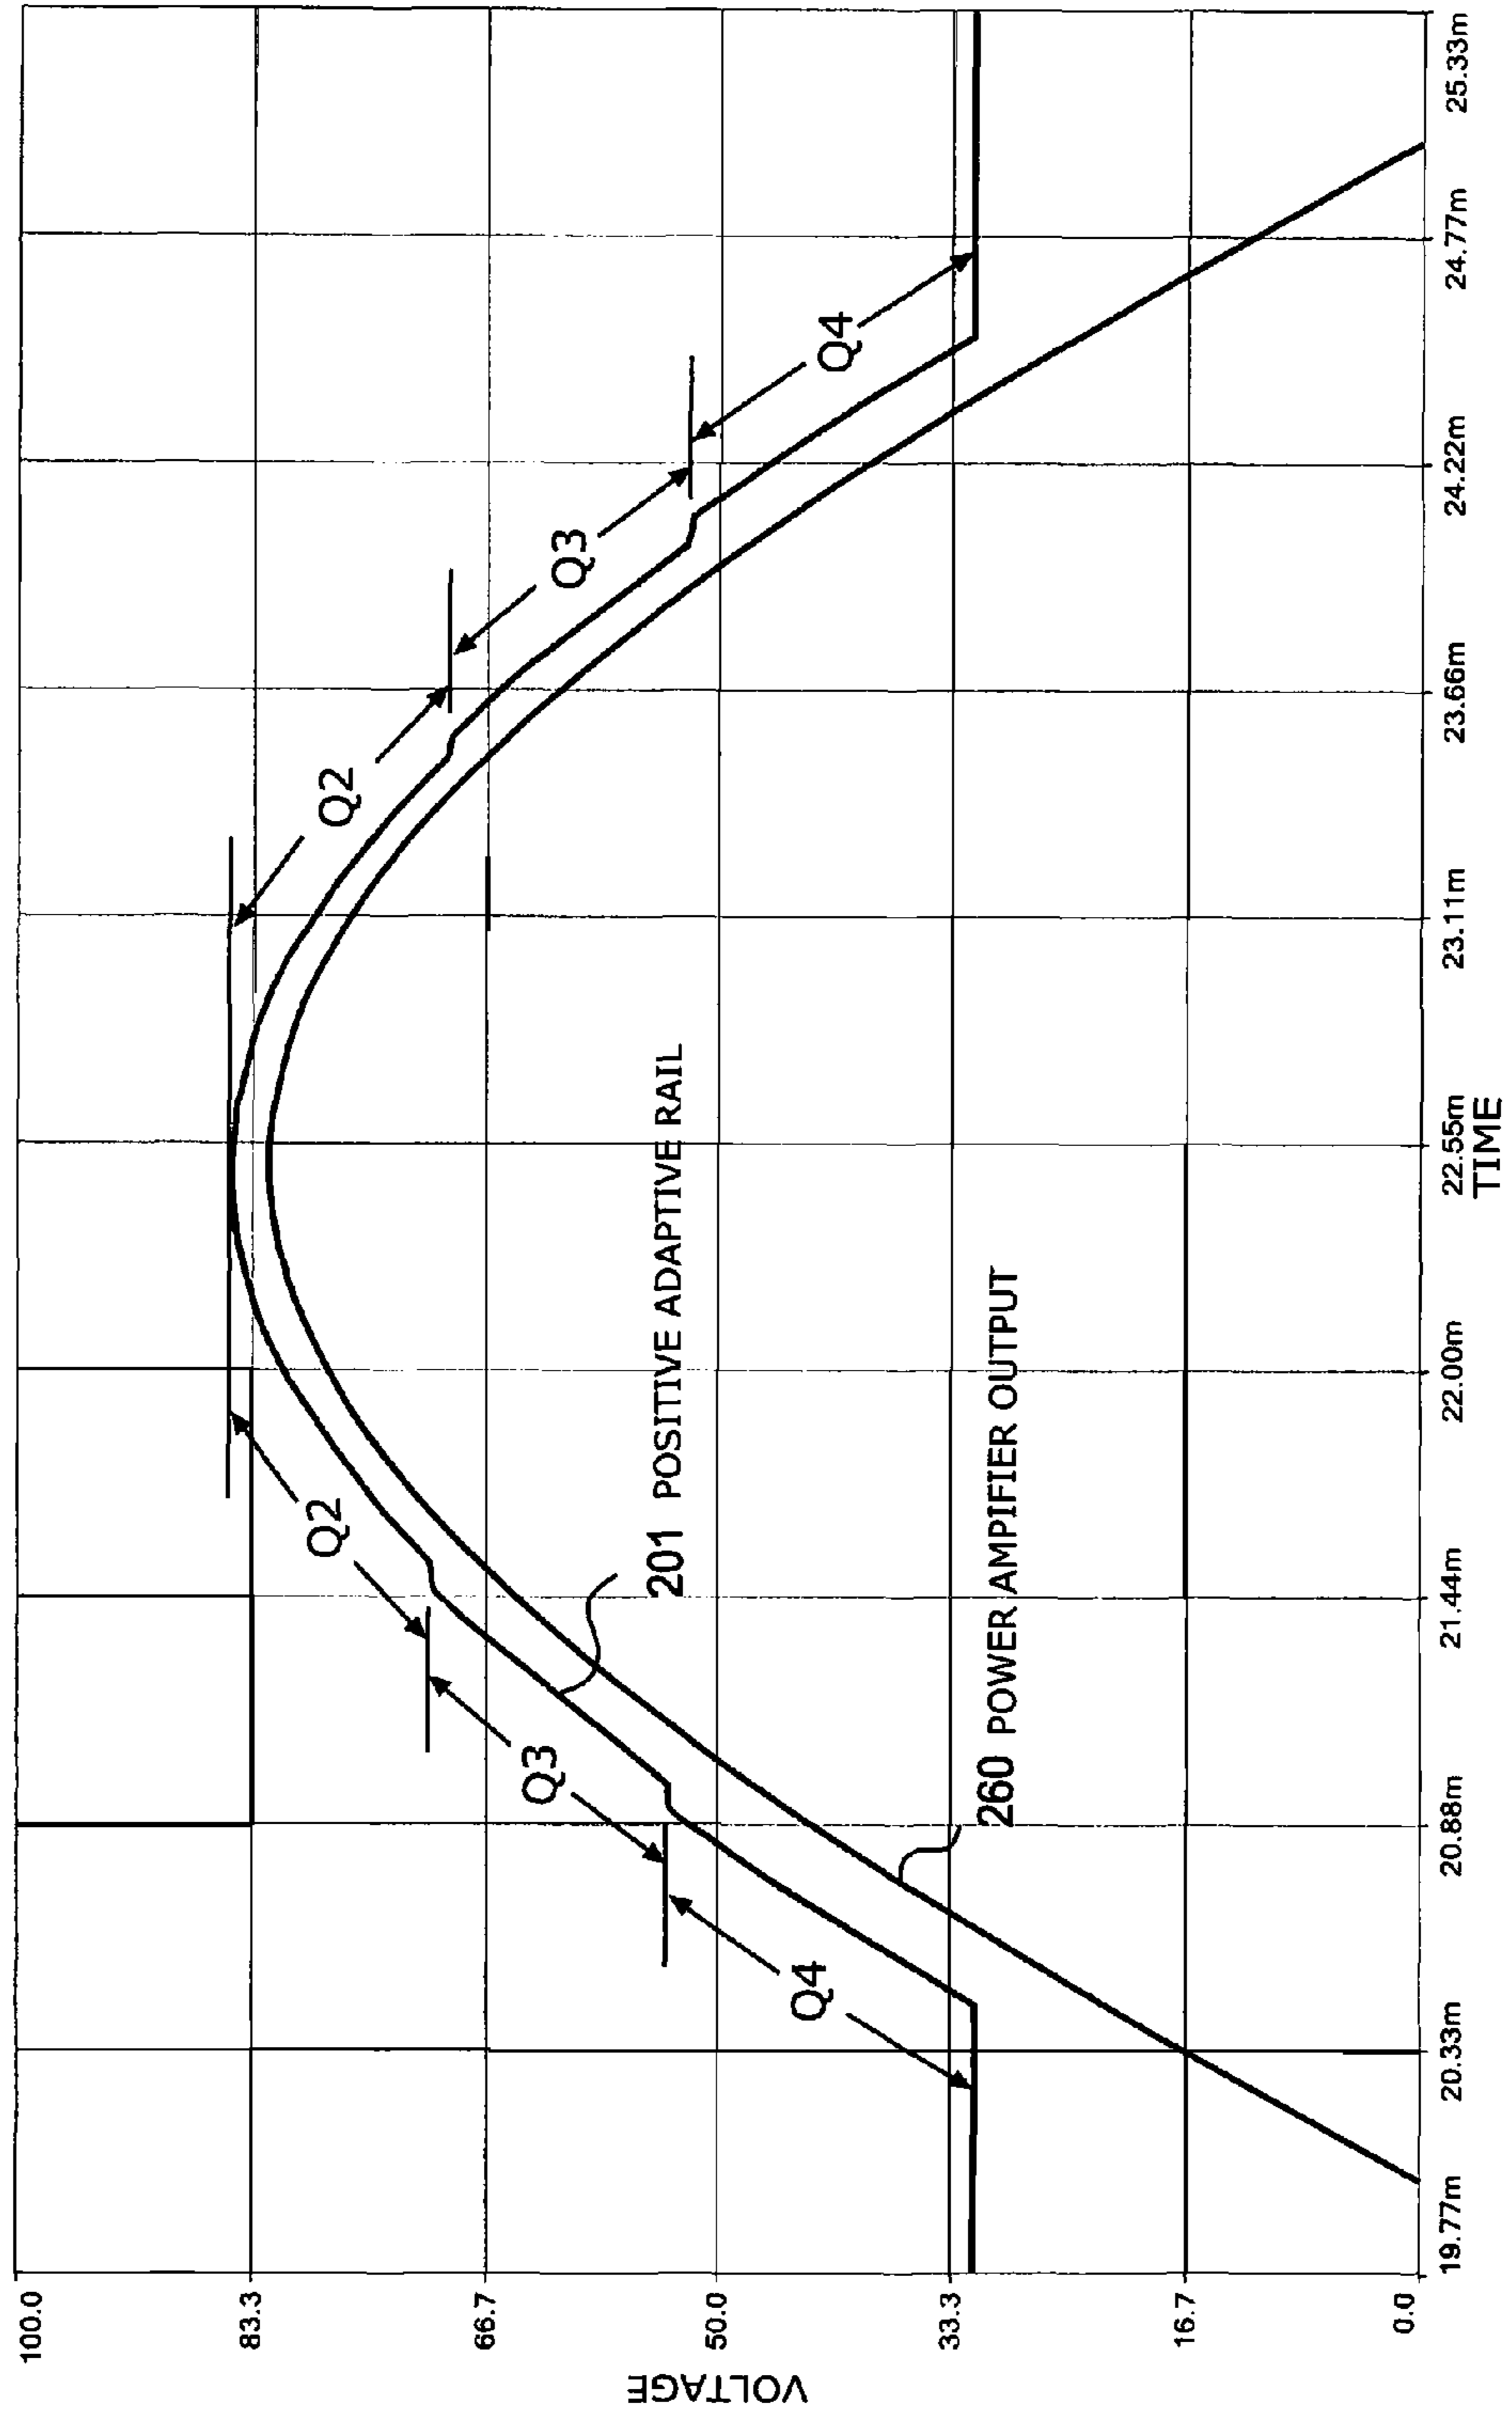 VOLTAGE
100.0
83.3
66.7
50.0
33.3
16.7
0.0
Q2
Q2
Q3
Q3
Q4
Q4
201 POSITIVE ADAPTIVE RAIL
260 POWER AMPIFIER OUTPUT
19.77m 20.33m 20.88m 21.44m 22.00m 22.55m 23.11m 23.66m 24.22m 24.77m 25.33m
TIME